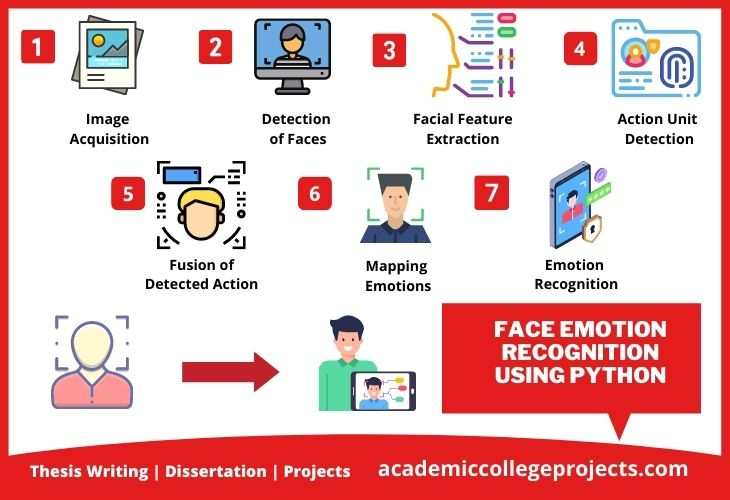 1
Image
Acquisition
2
Detection
of Faces
3
Facial Feature
Extraction
4
Action Unit
Detection
5
Fusion of
Detected Action
6
Mapping
Emotions
7
Emotion
Recognition
FACE EMOTION
RECOGNITION
USING PYTHON
Thesis Writing | Dissertation | Projects
academiccollegeprojects.com